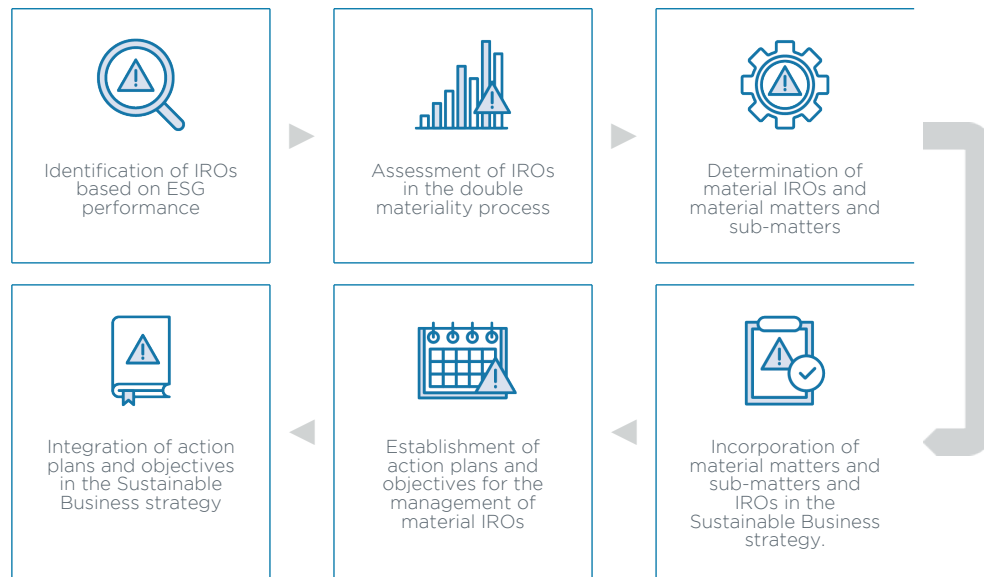 Identification of IROs
based on ESG
performance
Assessment of IROs
in the double
materiality process
Determination of
material IROs and
material matters and
sub-matters
Integration of action
plans and objectives
in the Sustainable
Business strategy
Establishment of
action plans and
objectives for the
management of
material IROs
Incorporation of
material matters and
sub-matters and
IROs in the
Sustainable Business
strategy.